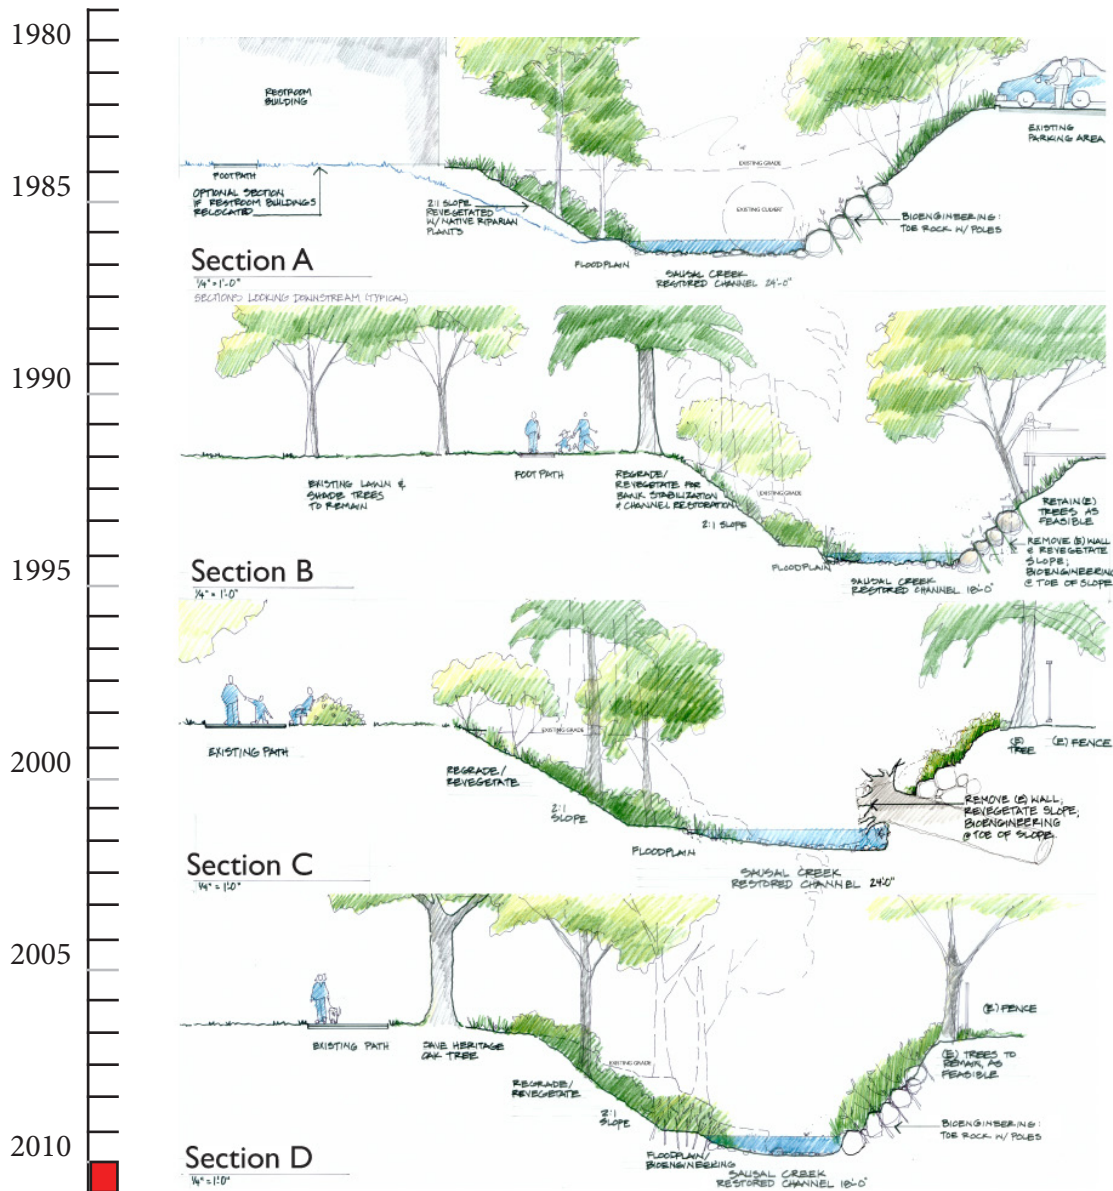 1980
1985
1990
1995
2000
2005
2010
RESTROOM
BUILDING
FOOTPATH
OPTIONAL SECTION
IF RESTROOM BUILDINGS
RELOCATED
2:1 SLOPE
REVEGETATED
W/ NATIVE RIPARIAN
PLANTS
EXISTING GRADE
EXISTING CULVERT
EXISTING
PARKING AREA
BIOENGINEERING:
TOE ROCK W/ POLES
FLOODPLAIN
SAUSAL CREEK
RESTORED CHANNEL 24'-0"
Section A
1/4" = 1'-0"
SECTIONS LOOKING DOWNSTREAM (TYPICAL)
EXISTING LAWN &
SHADE TREES
TO REMAIN
FOOT PATH
REGRADE/
REVEGETATE FOR
BANK STABILIZATION
& CHANNEL RESTORATION
2:1 SLOPE
EXISTING GRADE
FLOODPLAIN
SAUSAL CREEK
RESTORED CHANNEL 18'-0"
RETAIN (E)
TREES AS
FEASIBLE
REMOVE (E) WALL
& REVEGETATE
SLOPE;
BIOENGINEERING
@ TOE OF SLOPE
Section B
1/4" = 1'-0"
EXISTING PATH
REGRADE/
REVEGETATE
EXISTING GRADE
2:1
SLOPE
FLOODPLAIN
SAUSAL CREEK
RESTORED CHANNEL 24'0"
(E)
TREE
(E) FENCE
REMOVE (E) WALL;
REVEGETATE SLOPE;
BIOENGINEERING
@ TOE OF SLOPE
Section C
1/4" = 1'0"
EXISTING PATH
SAVE HERITAGE
OAK TREE
REGRADE/
REVEGETATE
EXISTING GRADE
2:1
SLOPE
FLOODPLAIN/
BIOENGINEERING
SAUSAL CREEK
RESTORED CHANNEL 18'-0"
(E) FENCE
(E) TREES TO
REMAIN, AS
FEASIBLE
BIOENGINEERING:
TOE ROCK W/ POLES
Section D
1/4" = 1'0"